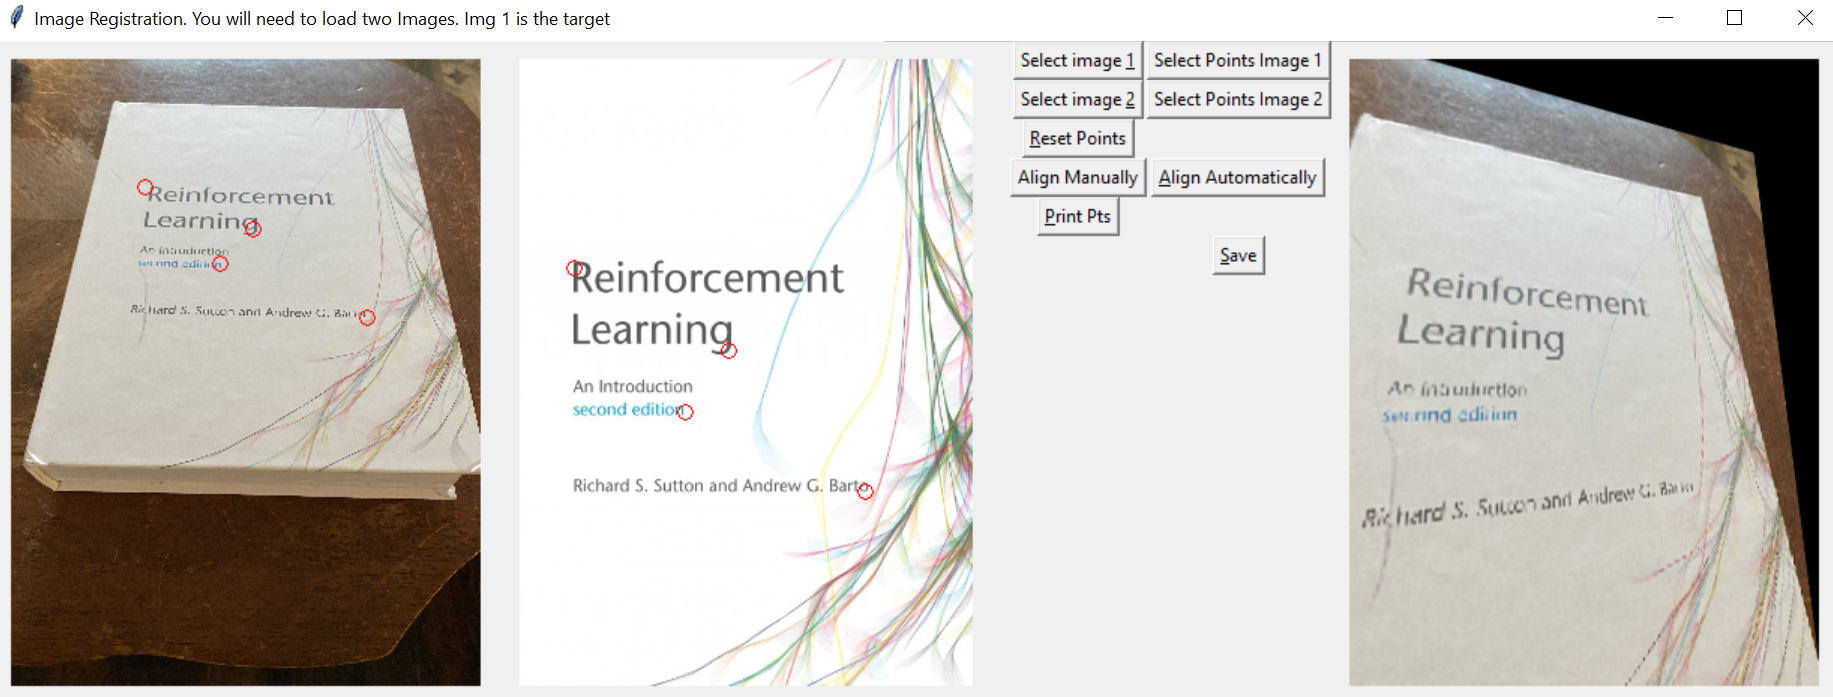 Image Registration. You will need to load two Images. Img 1 is the target
Reinforcement
Learning
An Introduction
second edition
Richard S. Sutton and Andrew G. Barto
Reinforcement
Learning
An Introduction
second edition
Richard S. Sutton and Andrew G. Barto
Select image 1
Select Points Image 1
Select image 2
Select Points Image 2
Reset Points
Align Manually
Align Automatically
Print Pts
Save
Reinforcement
Learning
An Introduction
second edition
Richard S. Sutton and Andrew G. Barto